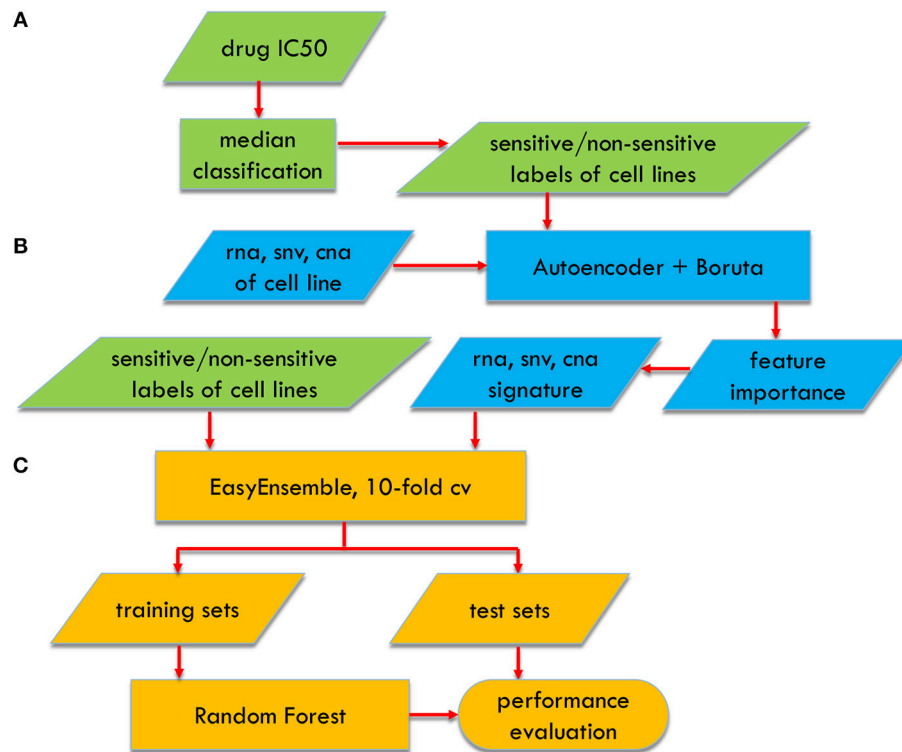 A
drug IC50
median
classification
sensitive/non-sensitive
labels of cell lines
B
rna, snv, cna
of cell line
Autoencoder + Boruta
sensitive/non-sensitive
labels of cell lines
rna, snv, cna
signature
feature
importance
C
EasyEnsemble, 10-fold cv
training sets
test sets
Random Forest
performance
evaluation